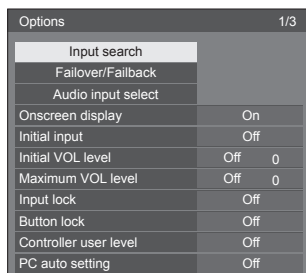 Options 1/3
Input search
Failover/Failback
Audio input select
Onscreen display On
Initial input Off
Initial VOL level Off 0
Maximum VOL level Off 0
Input lock Off
Button lock Off
Controller user level Off
PC auto setting Off